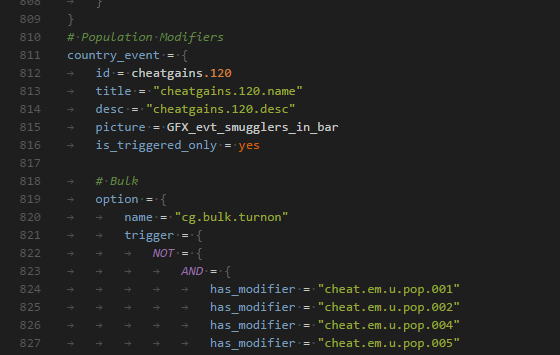 808
809 }
810 # Population Modifiers
811 country_event = {
812 id = cheatgains.120
813 title = "cheatgains.120.name"
814 desc = "cheatgains.120.desc"
815 picture = GFX_evt_smugglers_in_bar
816 is_triggered_only = yes
817
818 # Bulk
819 option = {
820 name = "cg.bulk.turnon"
821 trigger = {
822 NOT = {
823 AND = {
824 has_modifier = "cheat.em.u.pop.001"
825 has_modifier = "cheat.em.u.pop.002"
826 has_modifier = "cheat.em.u.pop.004"
827 has_modifier = "cheat.em.u.pop.005"